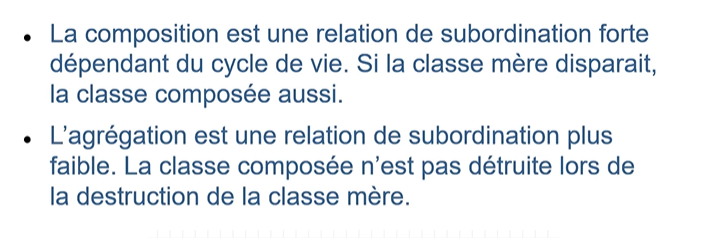 • La composition est une relation de subordination forte
dépendant du cycle de vie. Si la classe mère disparait,
la classe composée aussi.
• L’agrégation est une relation de subordination plus
faible. La classe composée n’est pas détruite lors de
la destruction de la classe mère.